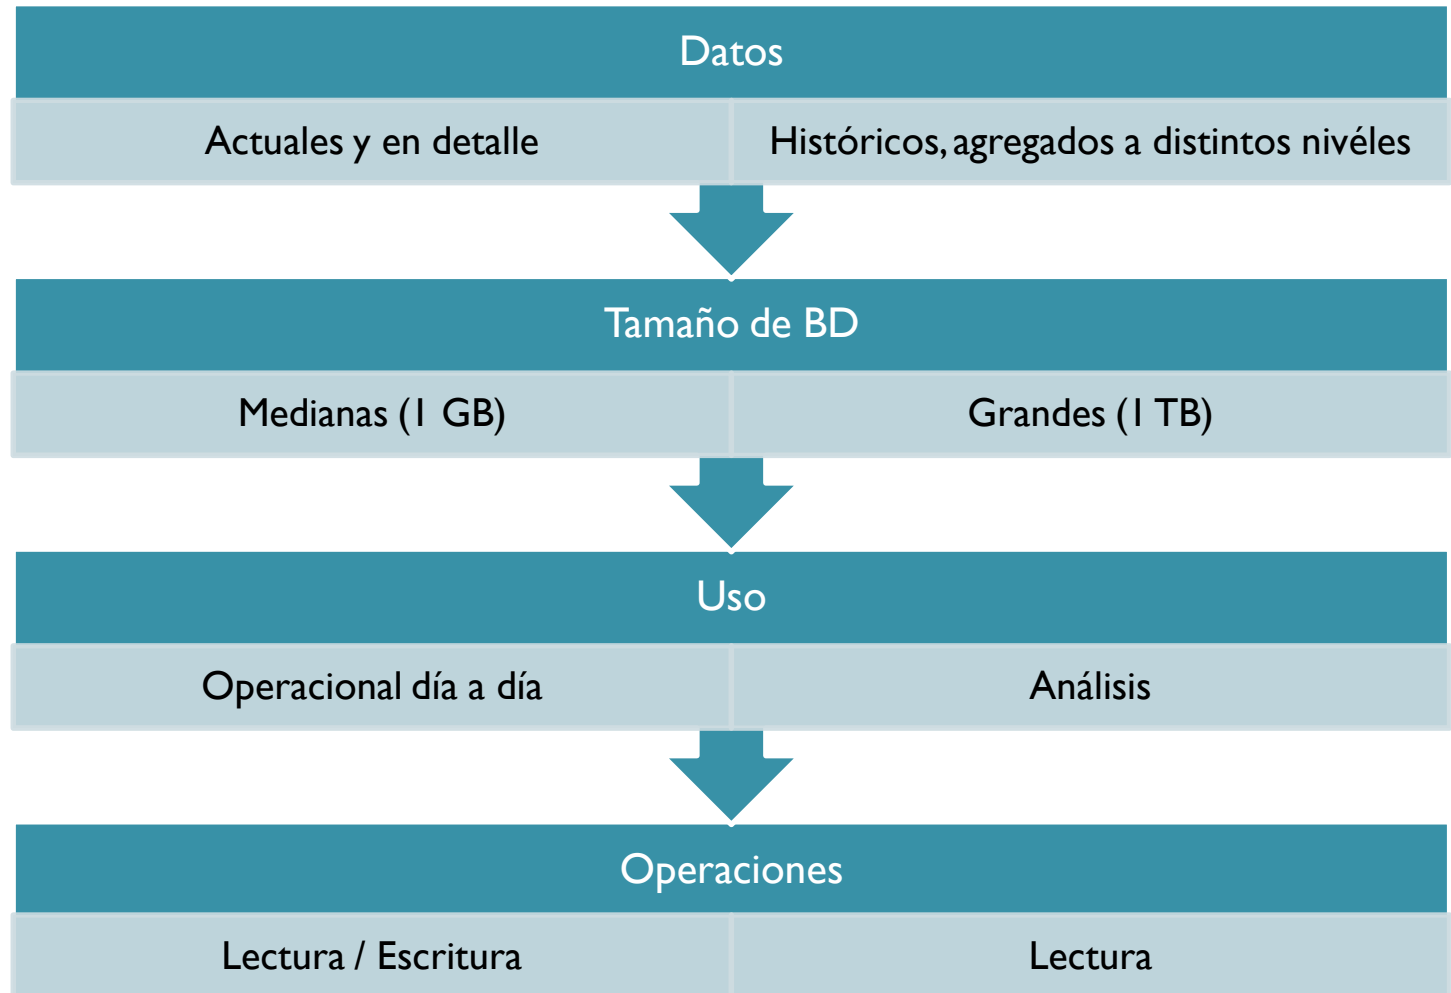 Datos
Actuales y en detalle
Históricos, agregados a distintos nivéles
Tamaño de BD
Medianas (1 GB)
Grandes (1 TB)
Uso
Operacional día a día
Análisis
Operaciones
Lectura / Escritura
Lectura